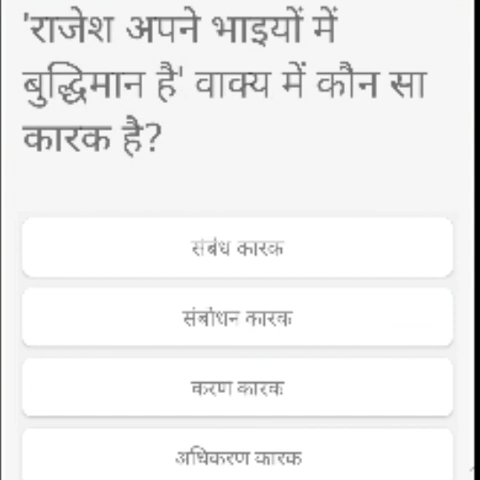 'राजेश अपने भाइयों में
बुद्धिमान है' वाक्य में कौन सा
कारक है?
संबंध कारक
संबोधन कारक
करण कारक
अधिकरण कारक